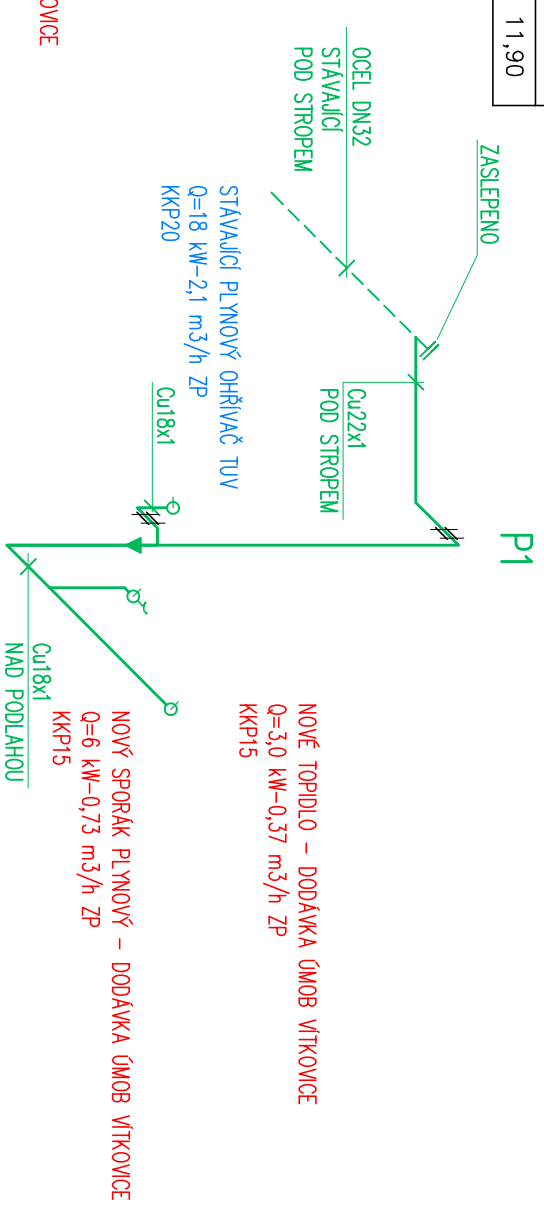 11,90
ZASLEPENO
OCEL DN32
STÁVAJÍCÍ
POD STROPEM
P1
Cu22x1
POD STROPEM
STÁVAJÍCÍ PLYNOVÝ OHŘÍVAČ TUV
Q=18 kW-2,1 m3/h ZP
KKP20
Cu18x1
NOVÉ TOPIDLO - DODÁVKA ÚMOB VÍTKOVICE
Q=3,0 kW-0,37 m3/h ZP
KKP15
NOVÝ SPORÁK PLYNOVÝ - DODÁVKA ÚMOB VÍTKOVICE
Q=6 kW-0,73 m3/h ZP
KKP15
Cu18x1
NAD PODLAHOU
OVICE